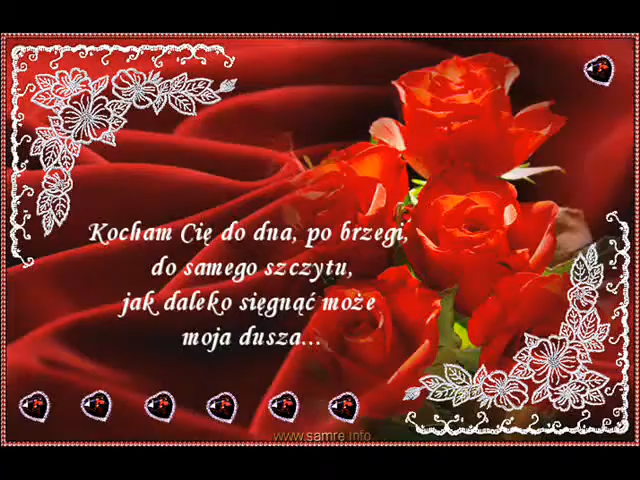 Kocham Cię do dna, po brzegi,
do samego szczytu,
jak daleko sięgnąć może
moja dusza...
www.samre.info